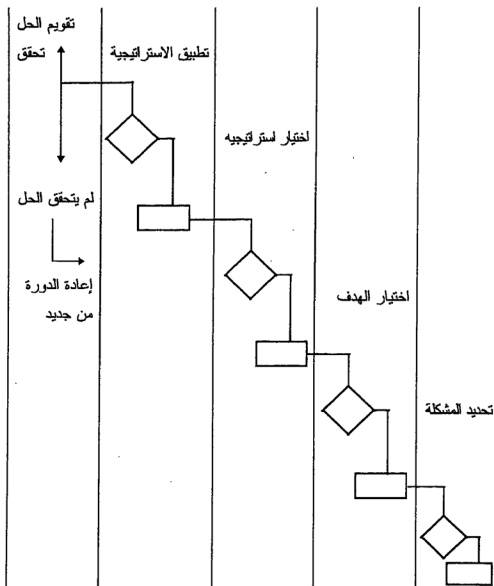 تقويم الحل
تحقق
تطبيق الاستراتيجية
اختيار استراتيجيه
لم يتحقق الحل
إعادة الدورة
من جديد
اختيار الهدف
تحديد المشكلة